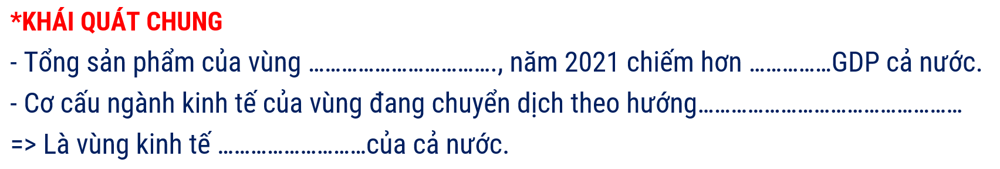 *KHÁI QUÁT CHUNG
- Tổng sản phẩm của vùng ………………………….., năm 2021 chiếm hơn ……………GDP cả nước.
- Cơ cấu ngành kinh tế của vùng đang chuyển dịch theo hướng…………………………………………
=> Là vùng kinh tế ………………………của cả nước.